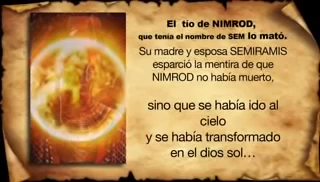 El tío de NIMROD,
que tenía el nombre de SEM lo mató.
Su madre y esposa SEMIRAMIS
esparció la mentira de que
NIMROD no había muerto,
sino que se había ido al
cielo
y se había transformado
en el dios sol...